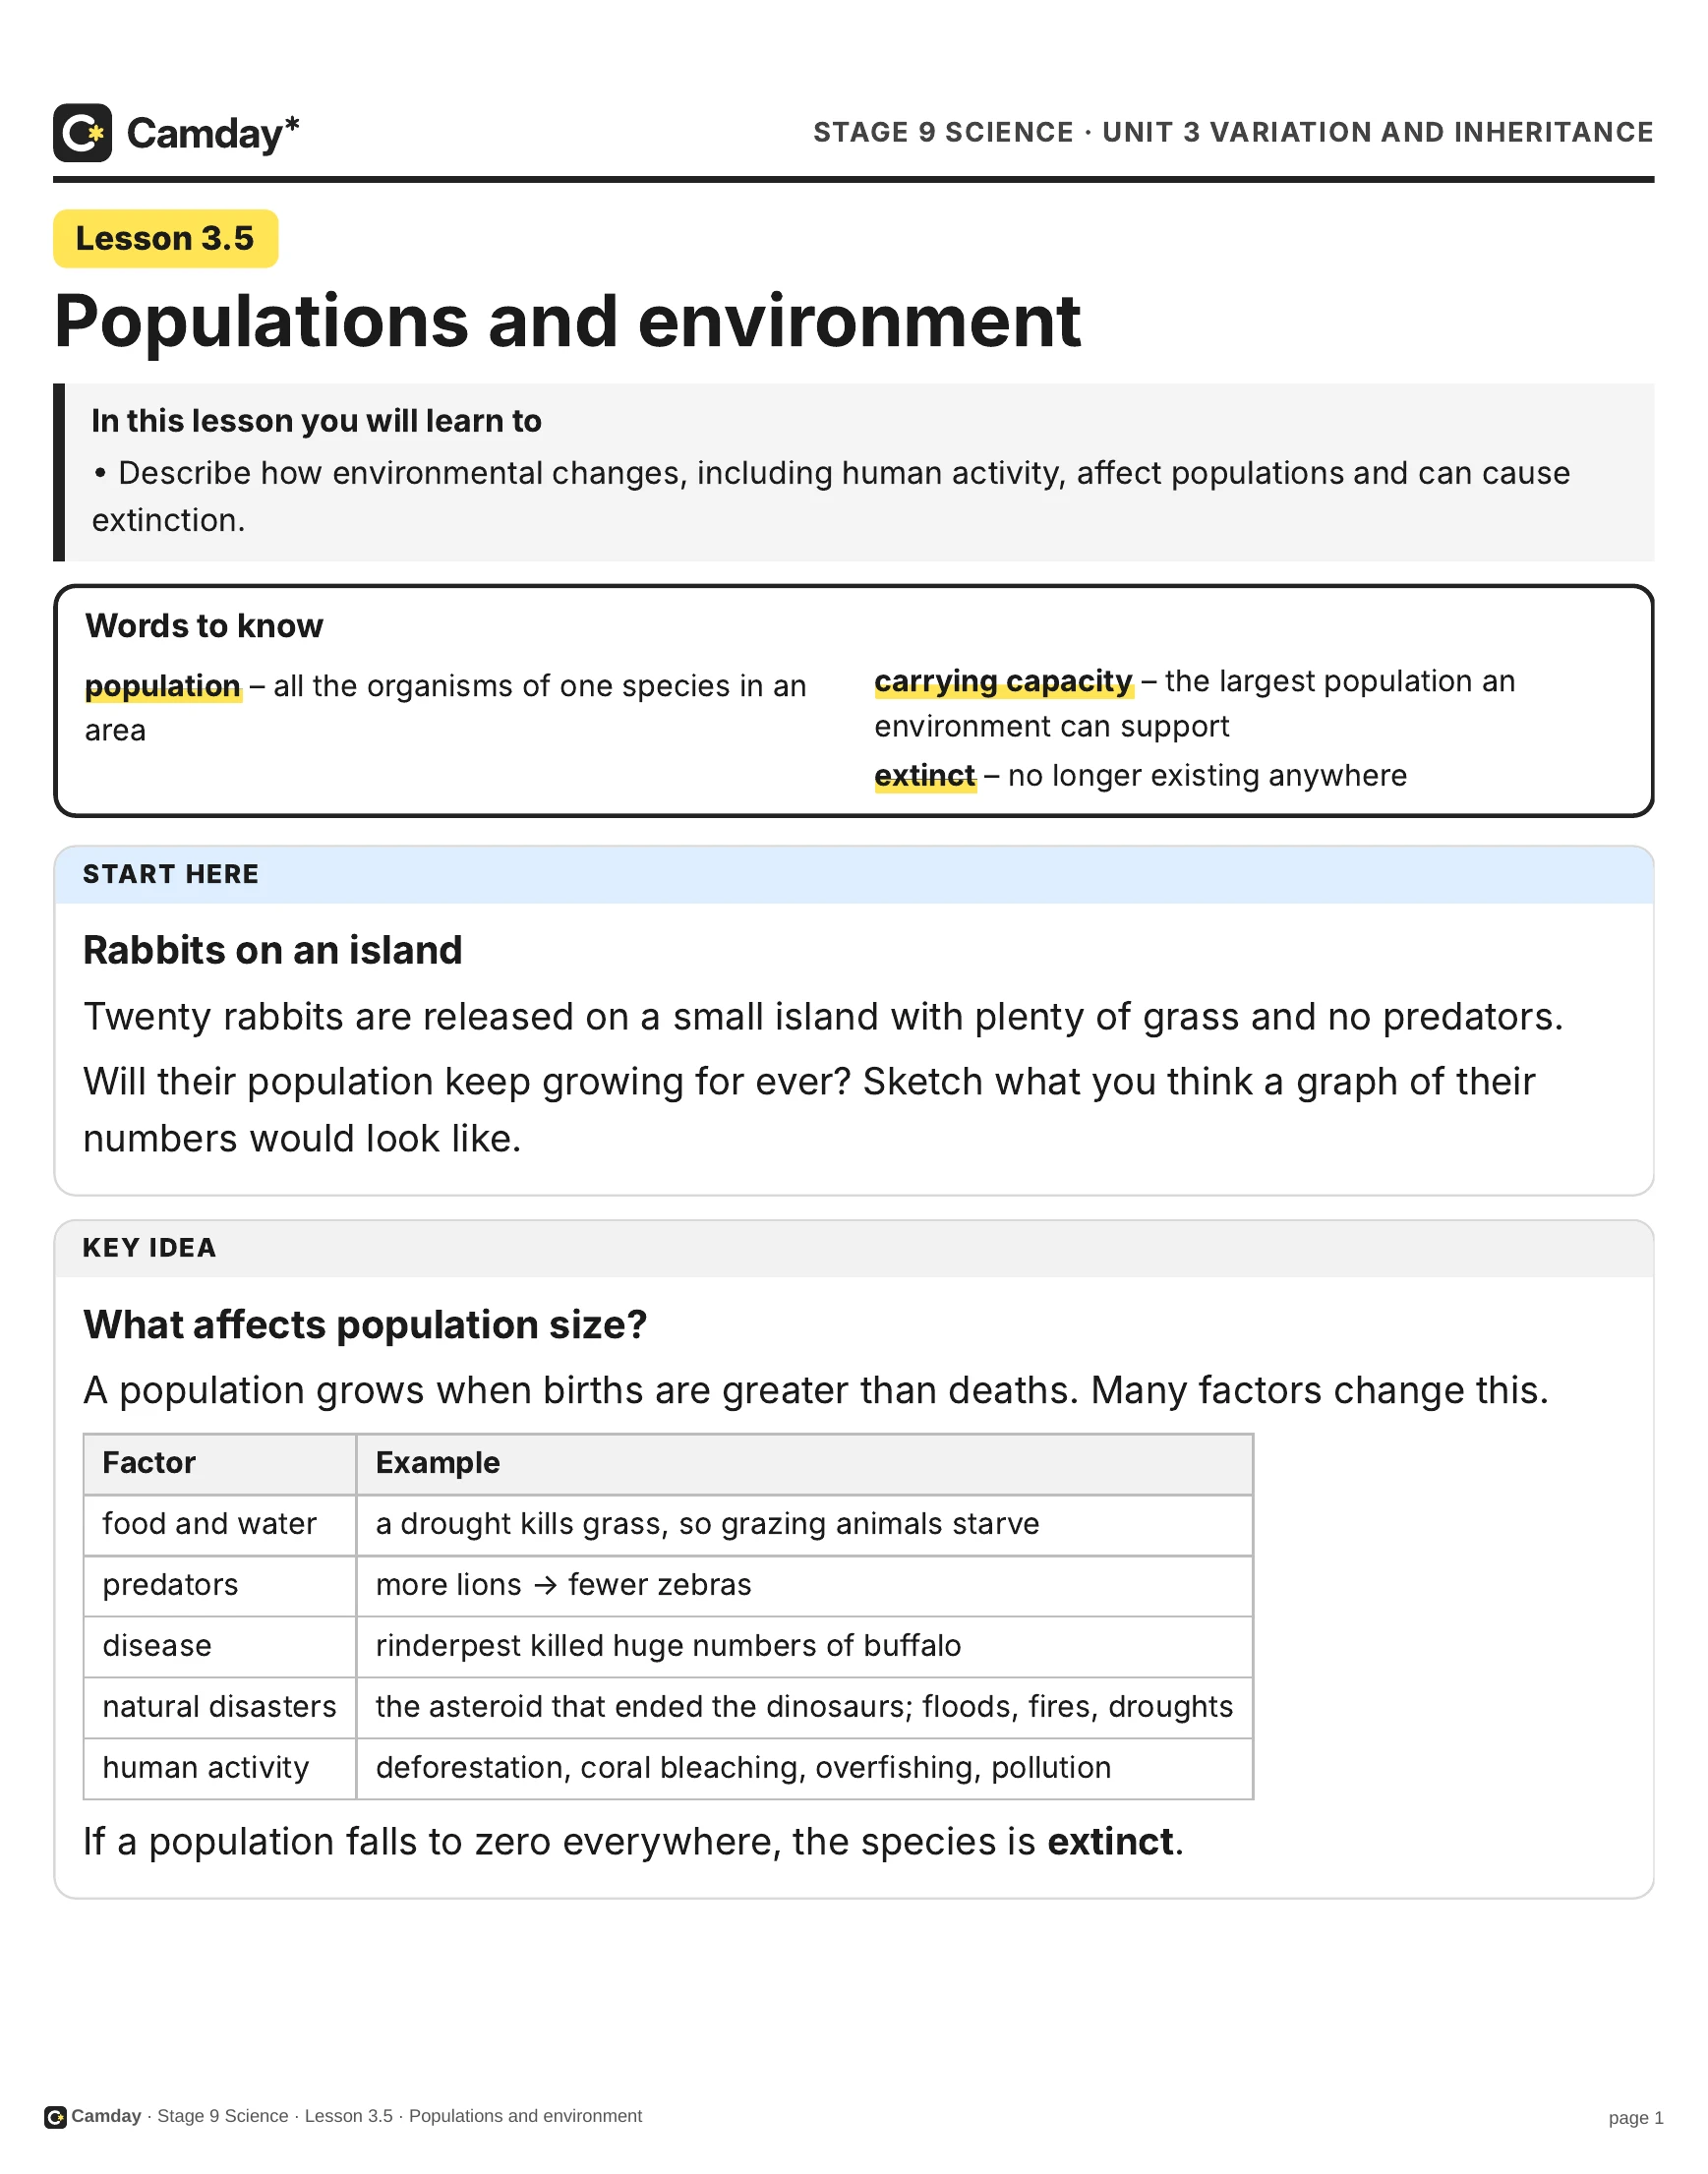 Camday*
STAGE 9 SCIENCE · UNIT 3 VARIATION AND INHERITANCE
Lesson 3.5
Populations and environment
In this lesson you will learn to
• Describe how environmental changes, including human activity, affect populations and can cause
extinction.
Words to know
population – all the organisms of one species in an
area
carrying capacity – the largest population an
environment can support
extinct – no longer existing anywhere
START HERE
Rabbits on an island
Twenty rabbits are released on a small island with plenty of grass and no predators.
Will their population keep growing for ever? Sketch what you think a graph of their
numbers would look like.
KEY IDEA
What affects population size?
A population grows when births are greater than deaths. Many factors change this.
Factor Example
food and water a drought kills grass, so grazing animals starve
predators more lions → fewer zebras
disease rinderpest killed huge numbers of buffalo
natural disasters the asteroid that ended the dinosaurs; floods, fires, droughts
human activity deforestation, coral bleaching, overfishing, pollution
If a population falls to zero everywhere, the species is extinct.
Camday · Stage 9 Science · Lesson 3.5 · Populations and environment
page 1